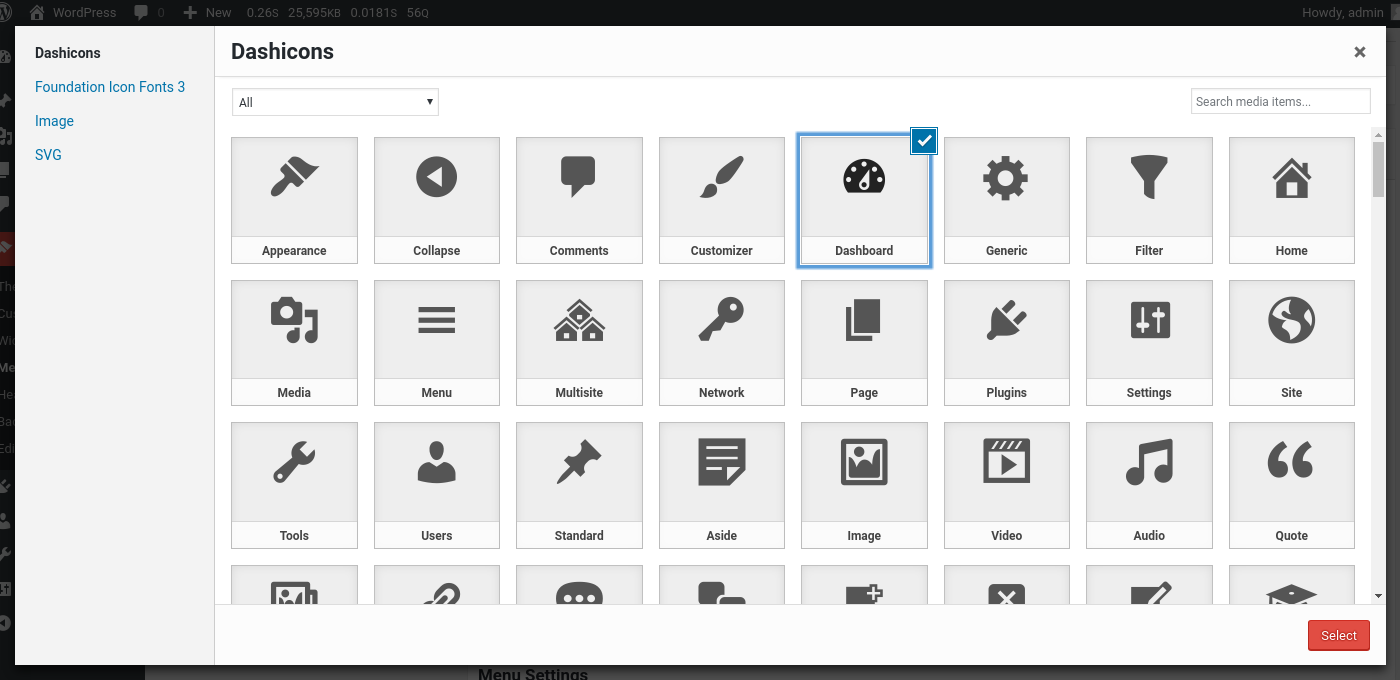 WordPress 0 New 0.26S 25,595KB 0.0181S 56Q Howdy, admin
Dashicons
Foundation Icon Fonts 3
Image
SVG
Dashicons
All
Search media items...
Appearance Collapse Comments Customizer Dashboard Generic Filter Home
Media Menu Multisite Network Page Plugins Settings Site
Tools Users Standard Aside Image Video Audio Quote
Select
Menu Settings